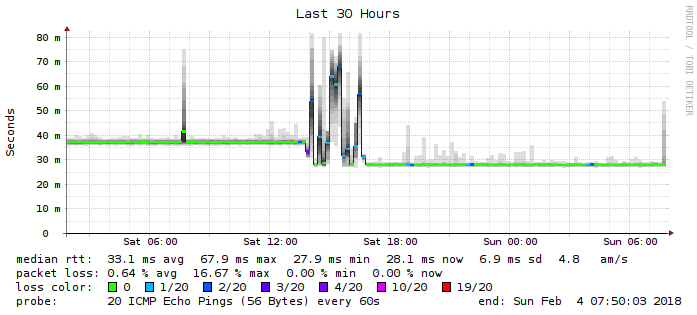 Last 30 Hours
RRDTOOL / TOBI OETIKER
Seconds
80 m
70 m
60 m
50 m
40 m
30 m
20 m
10 m
0
Sat 06:00 Sat 12:00 Sat 18:00 Sun 00:00 Sun 06:00
median rtt: 33.1 ms avg 67.9 ms max 27.9 ms min 28.1 ms now 6.9 ms sd 4.8 am/s
packet loss: 0.64 % avg 16.67 % max 0.00 % min 0.00 % now
loss color: 0 1/20 2/20 3/20 4/20 10/20 19/20
probe: 20 ICMP Echo Pings (56 Bytes) every 60s end: Sun Feb 4 07:50:03 2018